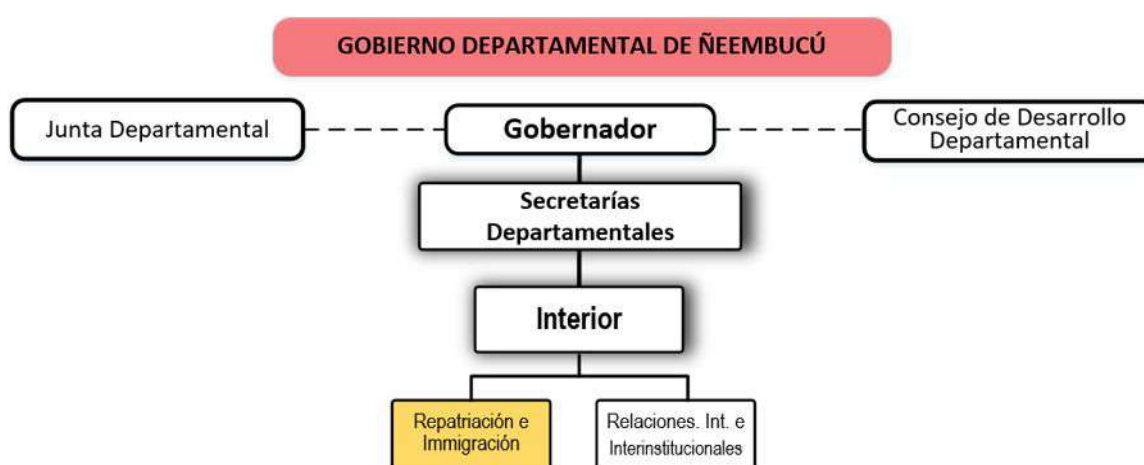 GOBIERNO DEPARTAMENTAL DE ÑEEMBUCÚ
Junta Departamental
Gobernador
Consejo de Desarrollo
Departamental
Secretarías
Departamentales
Interior
Repatriación e
Immigración
Relaciones. Int. e
Interinstitucionales